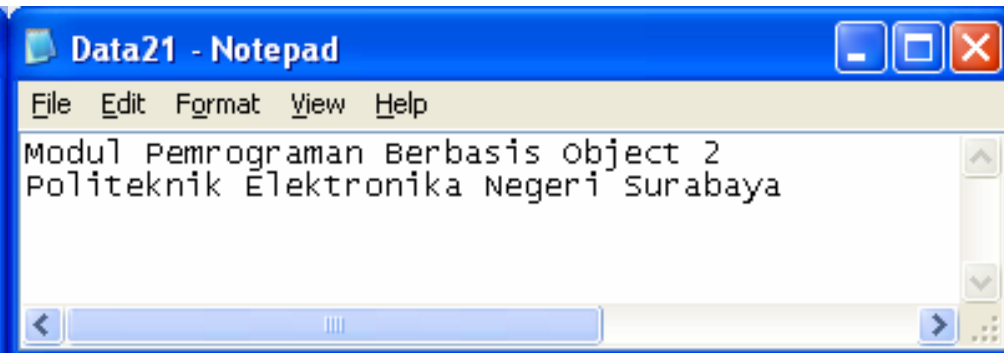 Data21 - Notepad
File Edit Format View Help
Modul Pemrograman Berbasis Object 2
Politeknik Elektronika Negeri Surabaya